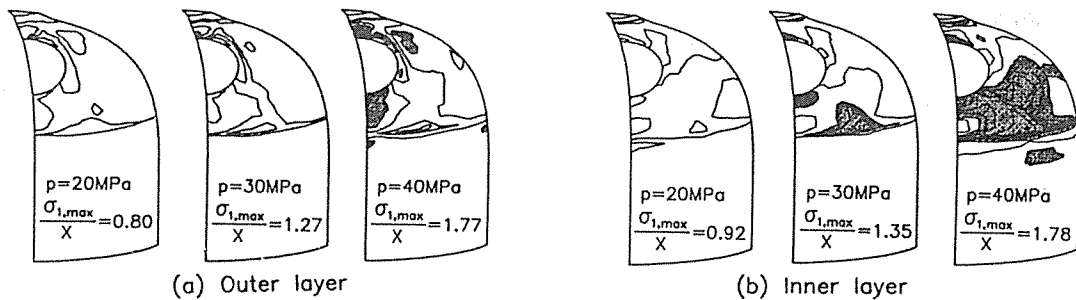 p=20MPa
σ1,max
X
=0.80
p=30MPa
σ1,max
X
=1.27
p=40MPa
σ1,max
X
=1.77
(a) Outer layer
p=20MPa
σ1,max
X
=0.92
p=30MPa
σ1,max
X
=1.35
p=40MPa
σ1,max
X
=1.78
(b) Inner layer